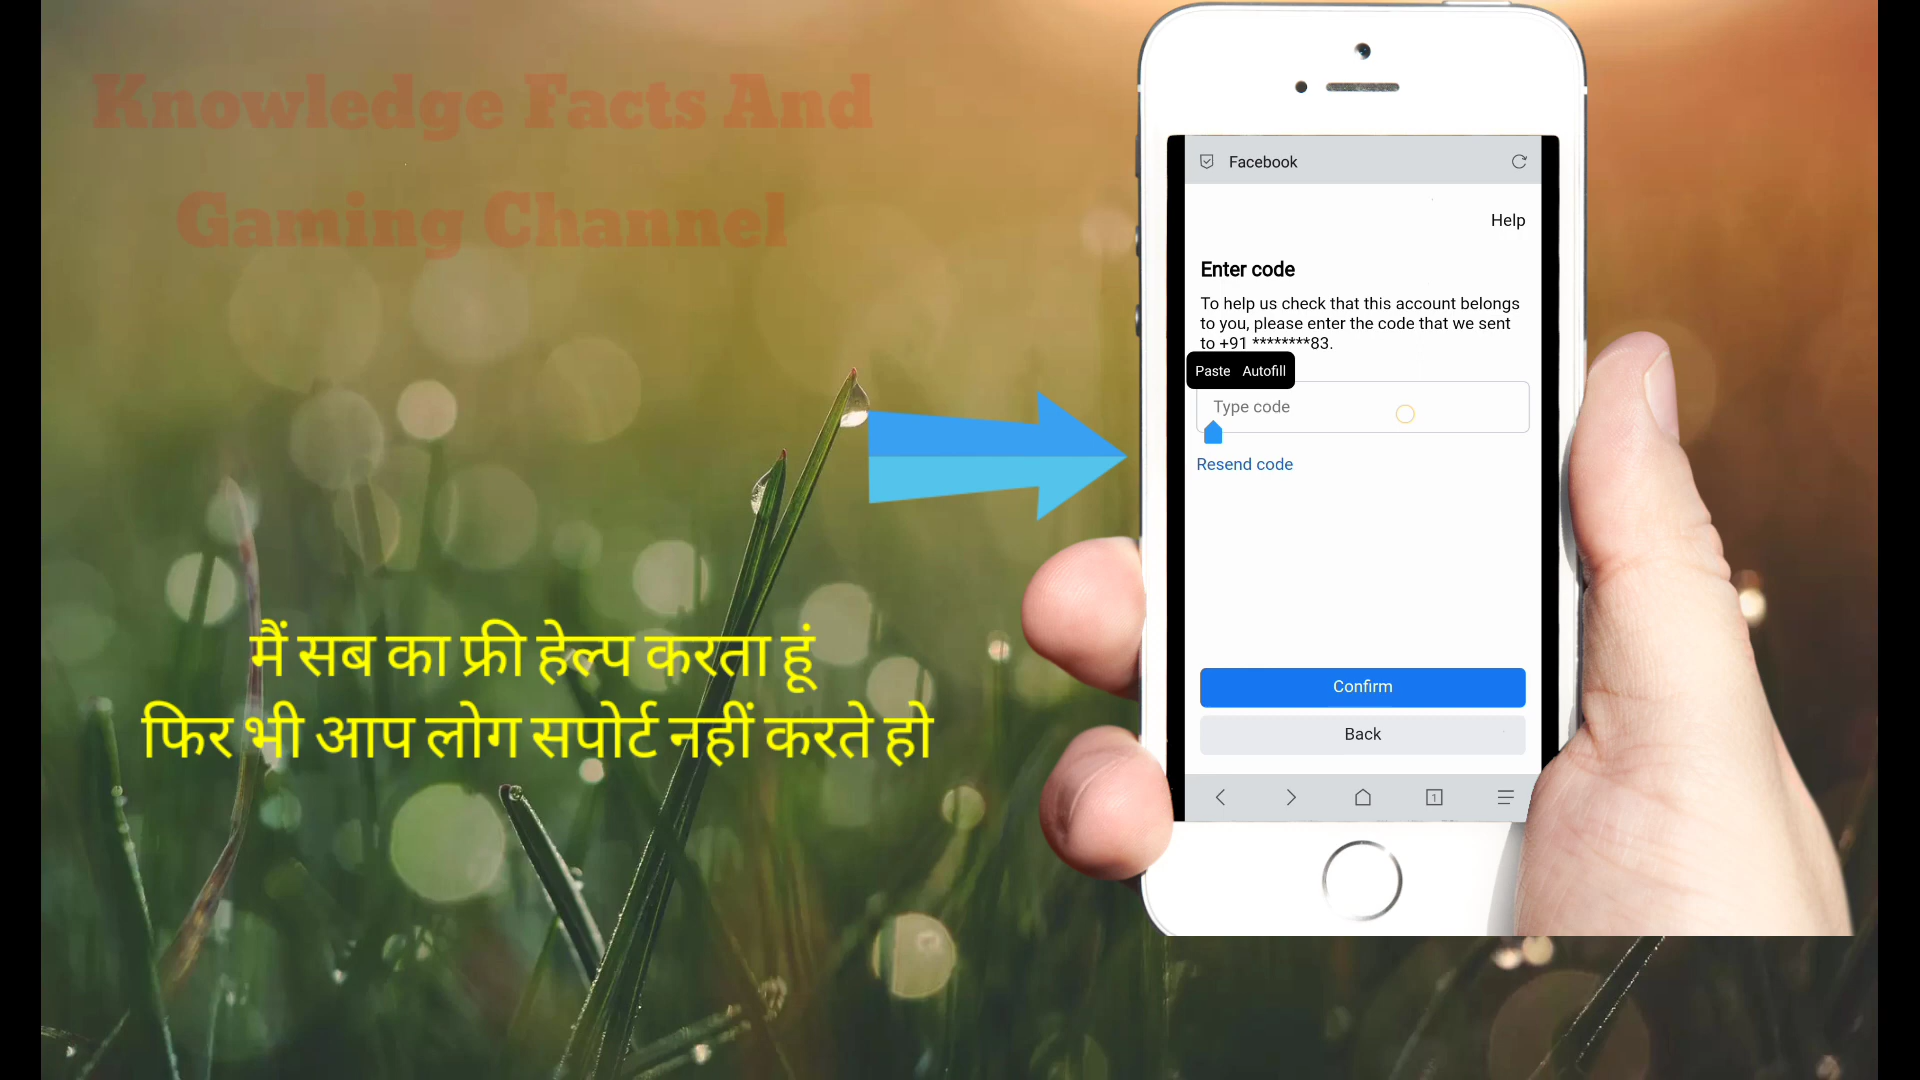 Knowledge Facts And
Gaming Channel
मैं सब का फ्री हेल्प करता हूं
फिर भी आप लोग सपोर्ट नहीं करते हो
Facebook
Help
Enter code
To help us check that this account belongs
to you, please enter the code that we sent
to +91 ********83.
Paste Autofill
Type code
Resend code
Confirm
Back
1